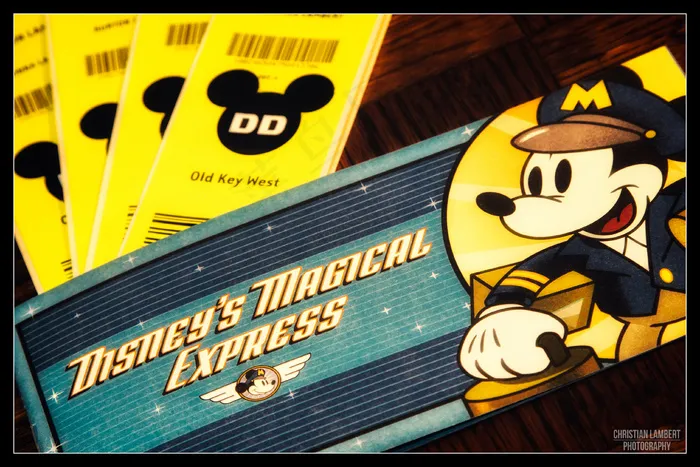 DD
Old Key West
M
DISNEY'S MAGICAL
EXPRESS
CHRISTIAN LAMBERT
PHOTOGRAPHY